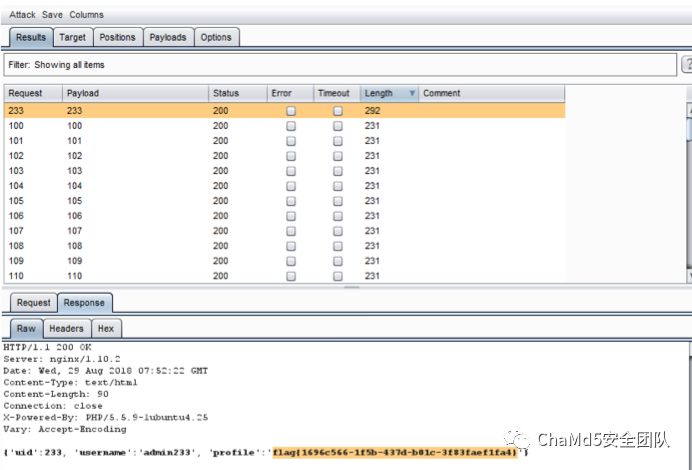 Attack Save Columns
Results Target Positions Payloads Options
Filter: Showing all items
?
Request Payload Status Error Timeout Length Comment
233 233 200 292
100 100 200 231
101 101 200 231
102 102 200 231
103 103 200 231
104 104 200 231
105 105 200 231
106 106 200 231
107 107 200 231
108 108 200 231
109 109 200 231
110 110 200 231
Request Response
Raw Headers Hex
HTTP/1.1 200 OK
Server: nginx/1.10.2
Date: Wed, 29 Aug 2018 07:52:22 GMT
Content-Type: text/html
Content-Length: 90
Connection: close
X-Powered-By: PHP/5.5.9-1ubuntu4.25
Vary: Accept-Encoding
{'uid':233, 'username':'admin233', 'profile':'flag{1696c566-1f5b-437d-b01c-3f83faef1fa4}'}
ChaMd5安全团队